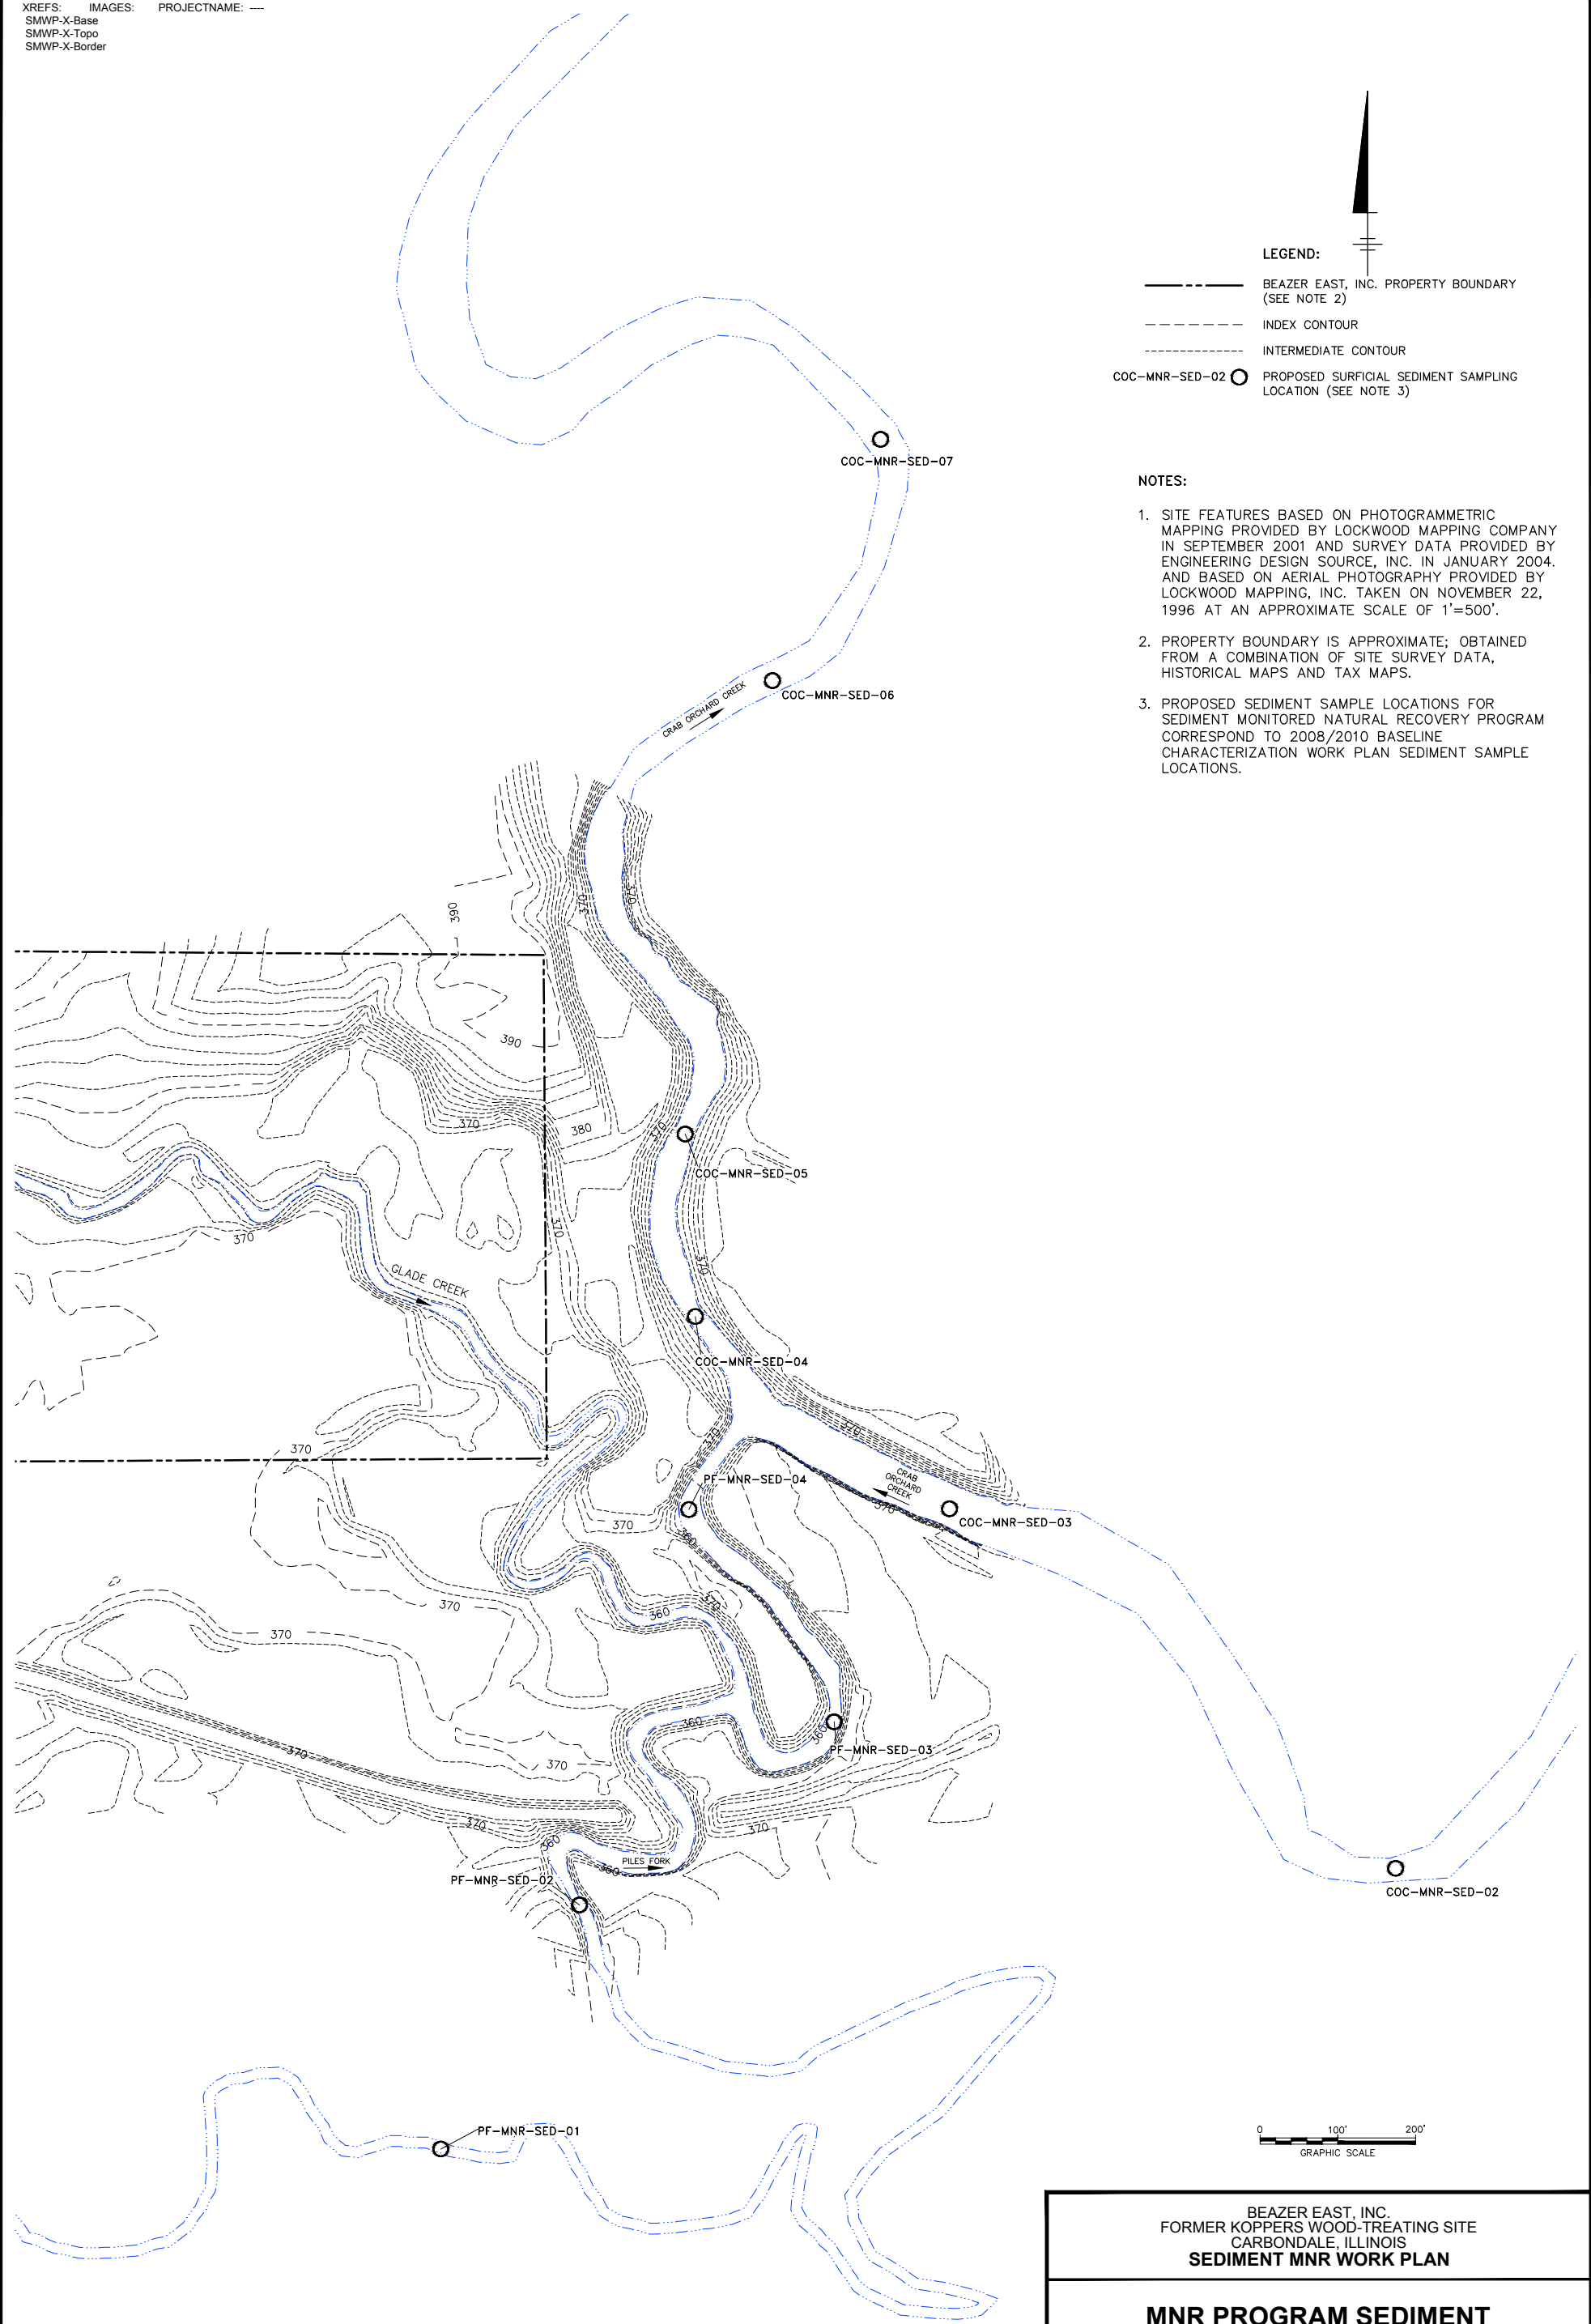 XREFS: IMAGES: PROJECTNAME: ----
SMWP-X-Base
SMWP-X-Topo
SMWP-X-Border
LEGEND:
BEAZER EAST, INC. PROPERTY BOUNDARY
(SEE NOTE 2)
INDEX CONTOUR
INTERMEDIATE CONTOUR
COC-MNR-SED-02 PROPOSED SURFICIAL SEDIMENT SAMPLING
LOCATION (SEE NOTE 3)
NOTES:
1. SITE FEATURES BASED ON PHOTOGRAMMETRIC
MAPPING PROVIDED BY LOCKWOOD MAPPING COMPANY
IN SEPTEMBER 2001 AND SURVEY DATA PROVIDED BY
ENGINEERING DESIGN SOURCE, INC. IN JANUARY 2004.
AND BASED ON AERIAL PHOTOGRAPHY PROVIDED BY
LOCKWOOD MAPPING, INC. TAKEN ON NOVEMBER 22,
1996 AT AN APPROXIMATE SCALE OF 1'=500'.
2. PROPERTY BOUNDARY IS APPROXIMATE; OBTAINED
FROM A COMBINATION OF SITE SURVEY DATA,
HISTORICAL MAPS AND TAX MAPS.
3. PROPOSED SEDIMENT SAMPLE LOCATIONS FOR
SEDIMENT MONITORED NATURAL RECOVERY PROGRAM
CORRESPOND TO 2008/2010 BASELINE
CHARACTERIZATION WORK PLAN SEDIMENT SAMPLE
LOCATIONS.
COC-MNR-SED-07
CRAB ORCHARD CREEK
COC-MNR-SED-06
370
370
390
390
370
380
370
COC-MNR-SED-05
370
370
370
GLADE CREEK
COC-MNR-SED-04
370
370
370
CRAB
ORCHARD
CREEK
PF-MNR-SED-04
370
COC-MNR-SED-03
370
360
370
370
360
370
360
360
PF-MNR-SED-03
370
370
370
370
360
360
PILES FORK
PF-MNR-SED-02
COC-MNR-SED-02
PF-MNR-SED-01
0 100' 200'
GRAPHIC SCALE
BEAZER EAST, INC.
FORMER KOPPERS WOOD-TREATING SITE
CARBONDALE, ILLINOIS
SEDIMENT MNR WORK PLAN
MNR PROGRAM SEDIMENT